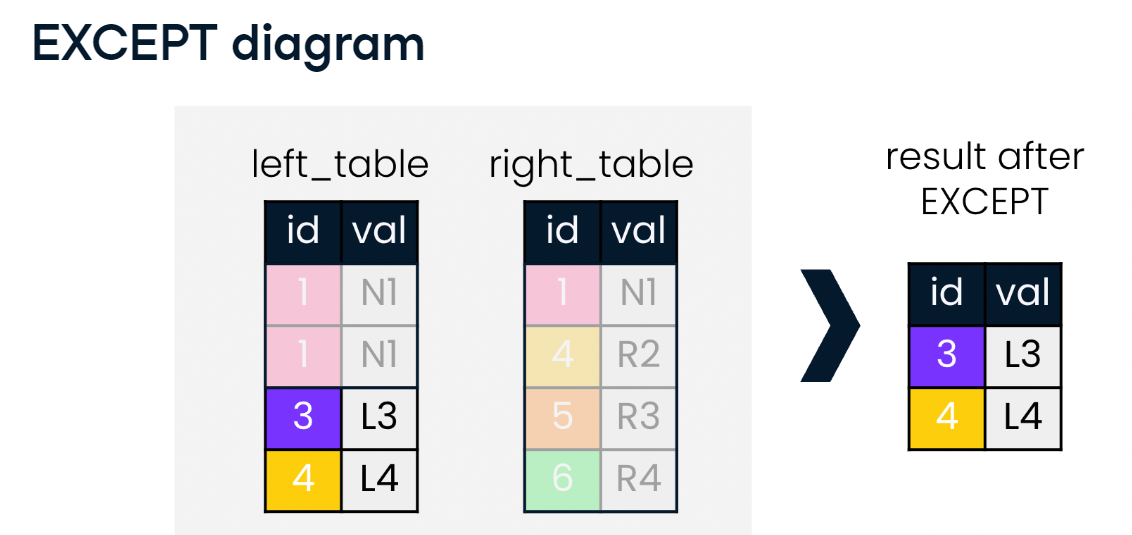 EXCEPT diagram
left_table
id val
1 N1
1 N1
3 L3
4 L4
right_table
id val
1 N1
4 R2
5 R3
6 R4
result after
EXCEPT
id val
3 L3
4 L4